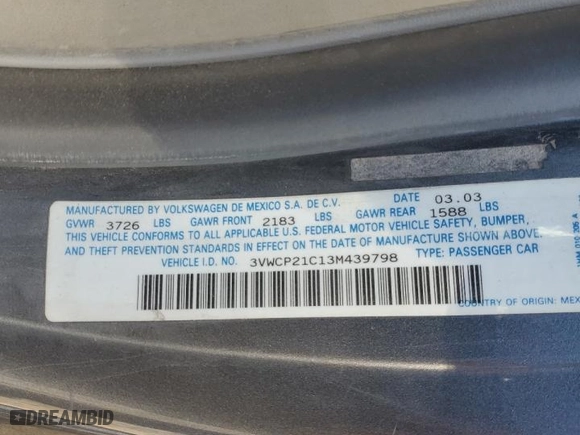 MANUFACTURED BY VOLKSWAGEN DE MEXICO S.A. DE C.V. DATE 03.03
GVWR 3726 LBS GAWR FRONT 2183 LBS GAWR REAR 1588 LBS
THIS VEHICLE CONFORMS TO ALL APPLICABLE U.S. FEDERAL MOTOR VEHICLE SAFETY, BUMPER,
AND THEFT PREVENTION STANDARDS IN EFFECT ON THE DATE OF MANUFACTURE SHOWN ABOVE.
VEHICLE I.D. NO. 3VWCP21C13M439798 TYPE: PASSENGER CAR
COUNTRY OF ORIGIN: MEX
DREAMBID